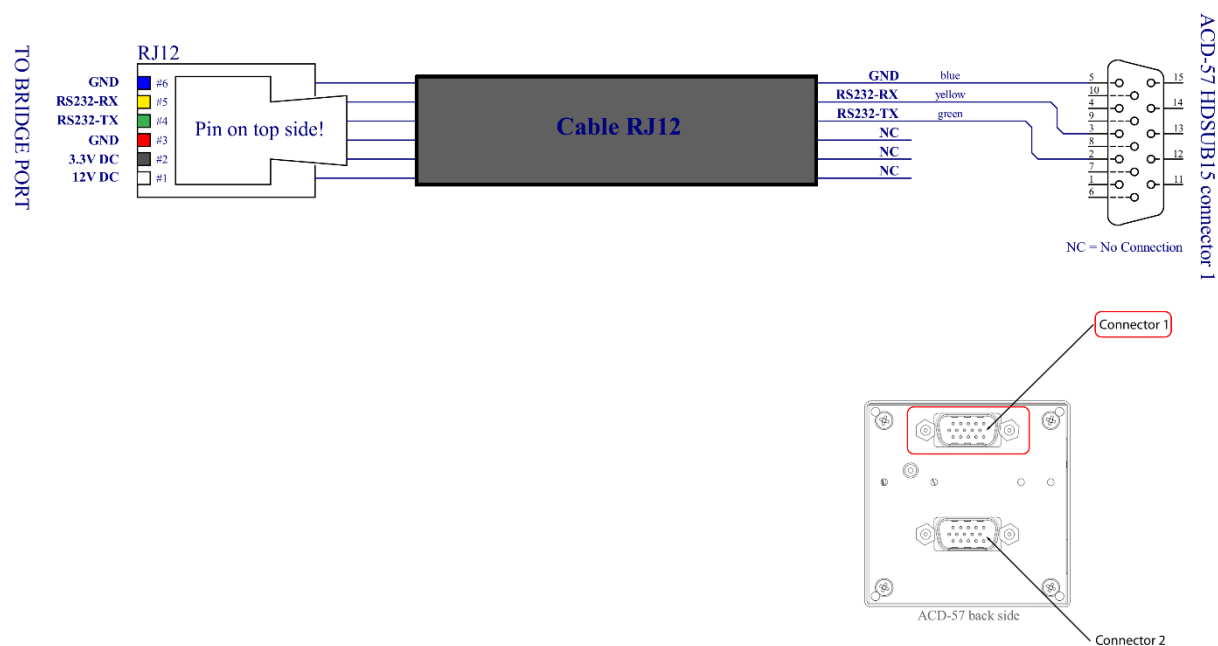 TO BRIDGE PORT
RJ12
GND #6
RS232-RX #5
RS232-TX #4
GND #3
3.3V DC #2
12V DC #1
Pin on top side!
Cable RJ12
GND blue
RS232-RX yellow
RS232-TX green
NC
NC
NC
5 15
10
4 14
9
3 13
8
2 12
7
1 11
6
NC = No Connection
ACD-57 HDSUB15 connector 1
Connector 1
ACD-57 back side
Connector 2